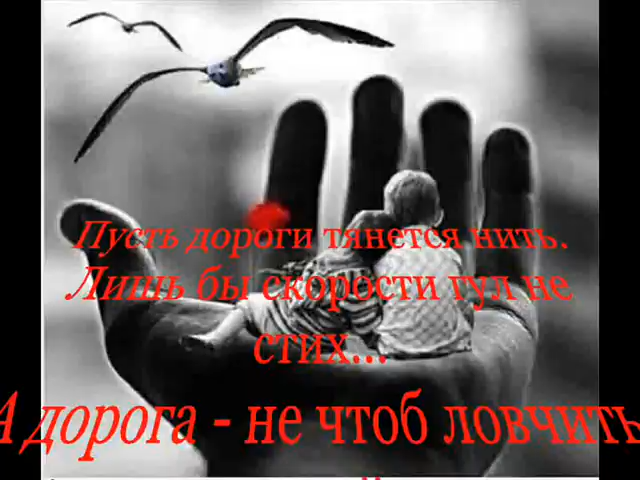 Пусть дороги тянется нить.
Лишь бы скорости гул не
стих...
А дорога - не чтоб ловчить